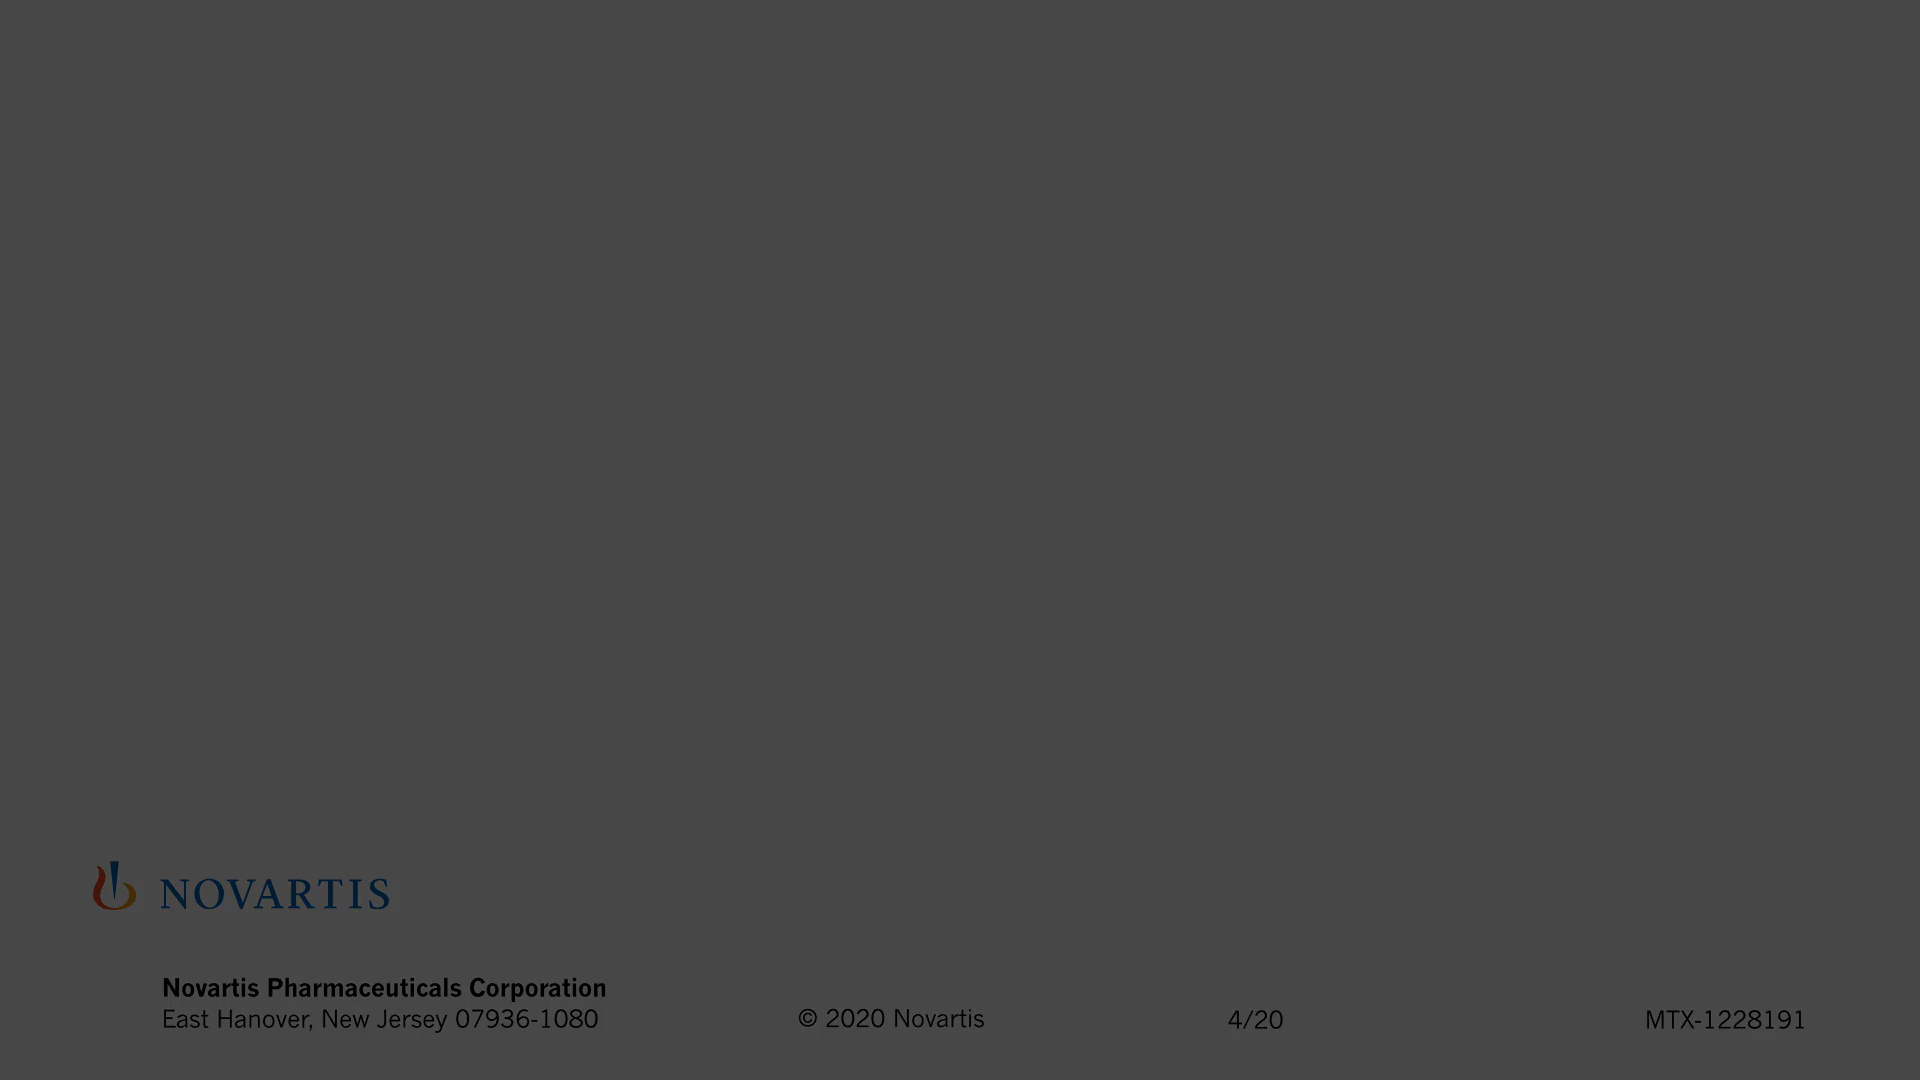 NOVARTIS
Novartis Pharmaceuticals Corporation
East Hanover, New Jersey 07936-1080
© 2020 Novartis
4/20
MTX-1228191